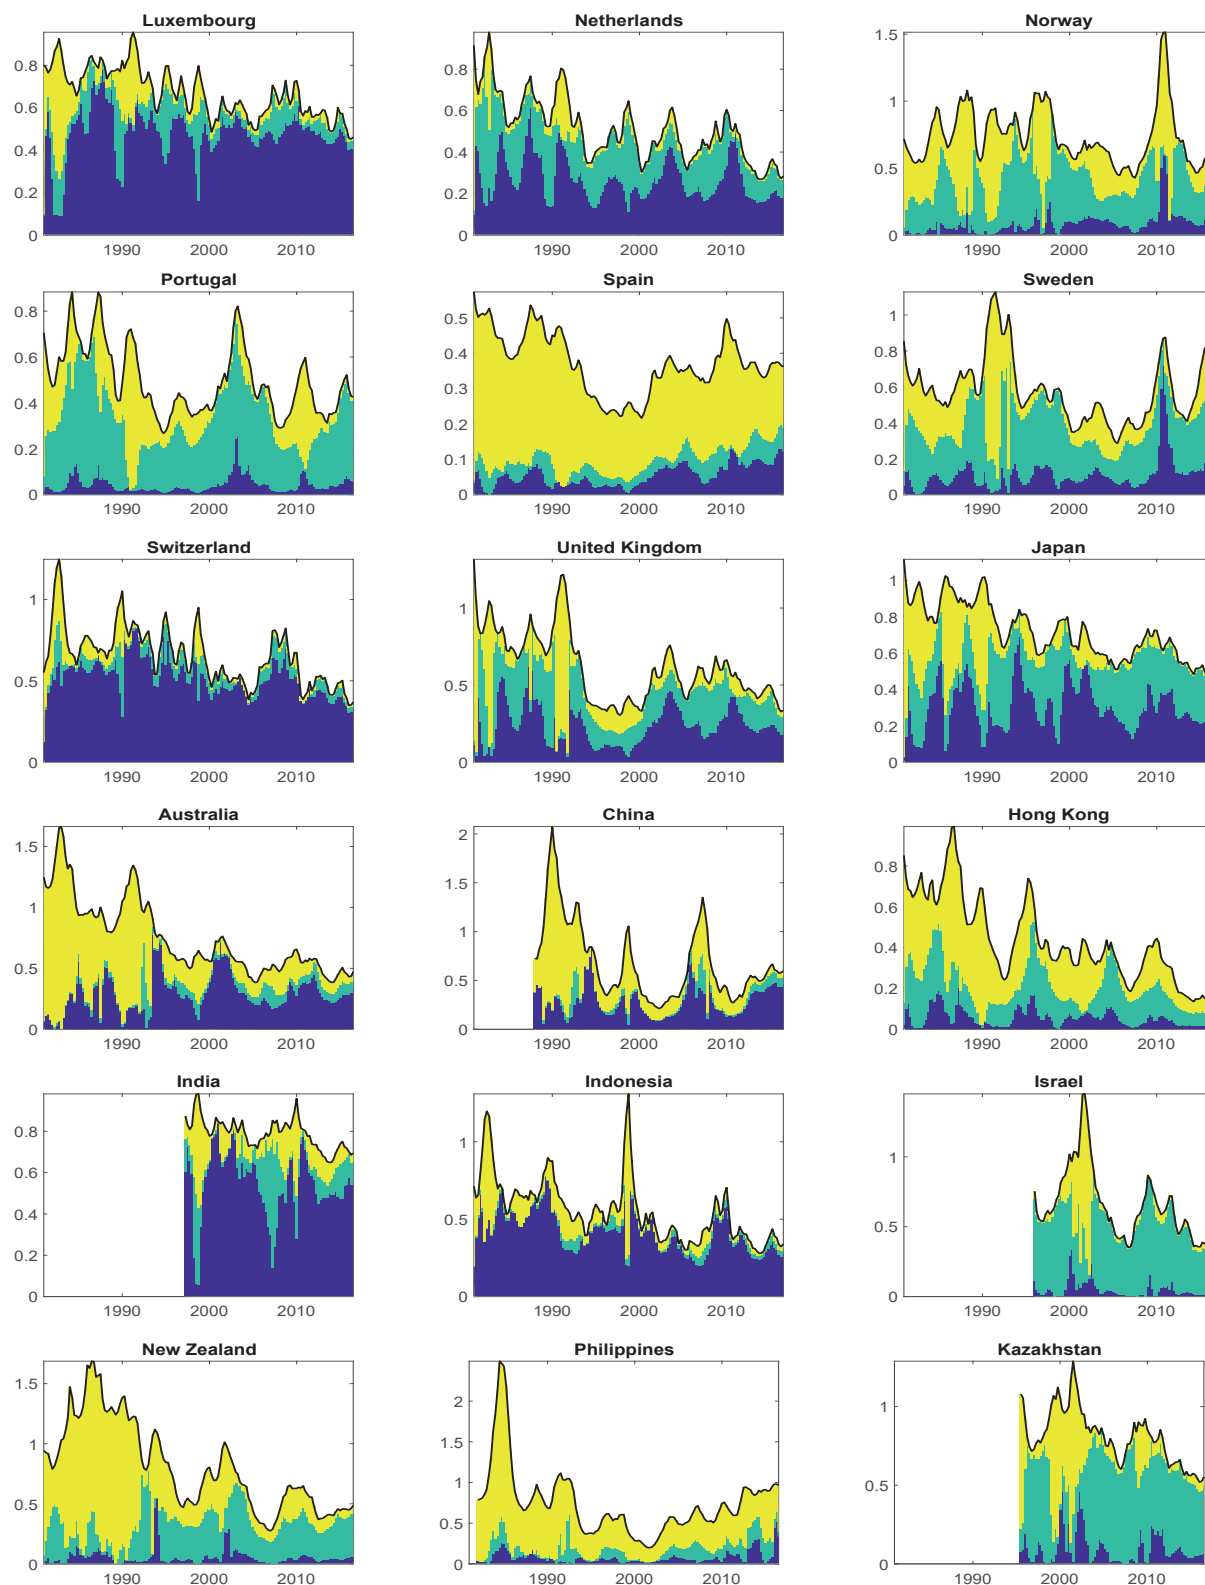 Luxembourg Netherlands Norway
0.8 0.8 1.5
0.6 0.6 1
0.4 0.4 0.5
0.2 0.2
0 0 0
1990 2000 2010 1990 2000 2010 1990 2000 2010
Portugal Spain Sweden
0.8 0.5 1
0.6 0.4 0.8
0.4 0.3 0.6
0.2 0.2 0.4
0 0.1 0.2
0 0
1990 2000 2010 1990 2000 2010 1990 2000 2010
Switzerland United Kingdom Japan
1 1 1
0.5 0.5 0.8
0 0 0.6
0.4
0.2
0
1990 2000 2010 1990 2000 2010 1990 2000 2010
Australia China Hong Kong
1.5 2 0.8
1 1.5 0.6
0.5 1 0.4
0 0.5 0.2
0 0
1990 2000 2010 1990 2000 2010 1990 2000 2010
India Indonesia Israel
0.8 1 1
0.6 0.5 0.5
0.4 0 0
0.2
0
1990 2000 2010 1990 2000 2010 1990 2000 2010
New Zealand Philippines Kazakhstan
1.5 2 1
1 1.5 0.5
0.5 1 0
0 0.5
0
1990 2000 2010 1990 2000 2010 1990 2000 2010